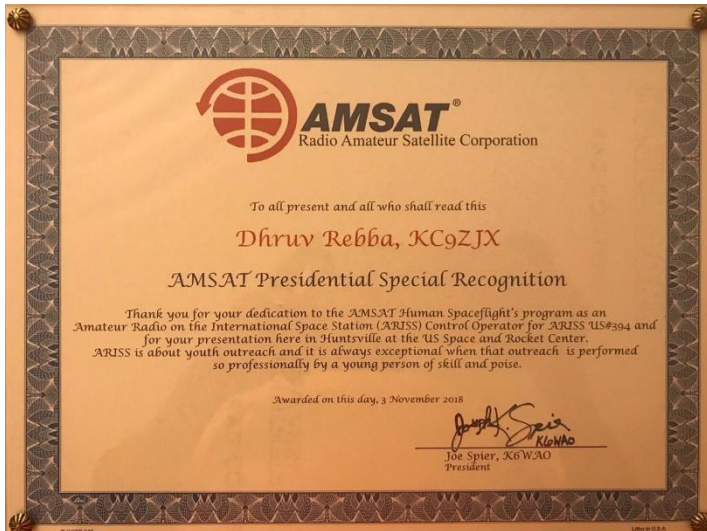 AMSAT®
Radio Amateur Satellite Corporation
To all present and all who shall read this
Dhruv Rebba, KC9ZJX
AMSAT Presidential Special Recognition
Thank you for your dedication to the AMSAT Human Spaceflight's program as an
Amateur Radio on the International Space Station (ARISS) Control Operator for ARISS US#394 and
for your presentation here in Huntsville at the US Space and Rocket Center.
ARISS is about youth outreach and it is always exceptional when that outreach is performed
so professionally by a young person of skill and poise.
Awarded on this day, 3 November 2018
Joseph K. Spier
K6WAO
Joe Spier, K6WAO
President
Litho in U.S.A.